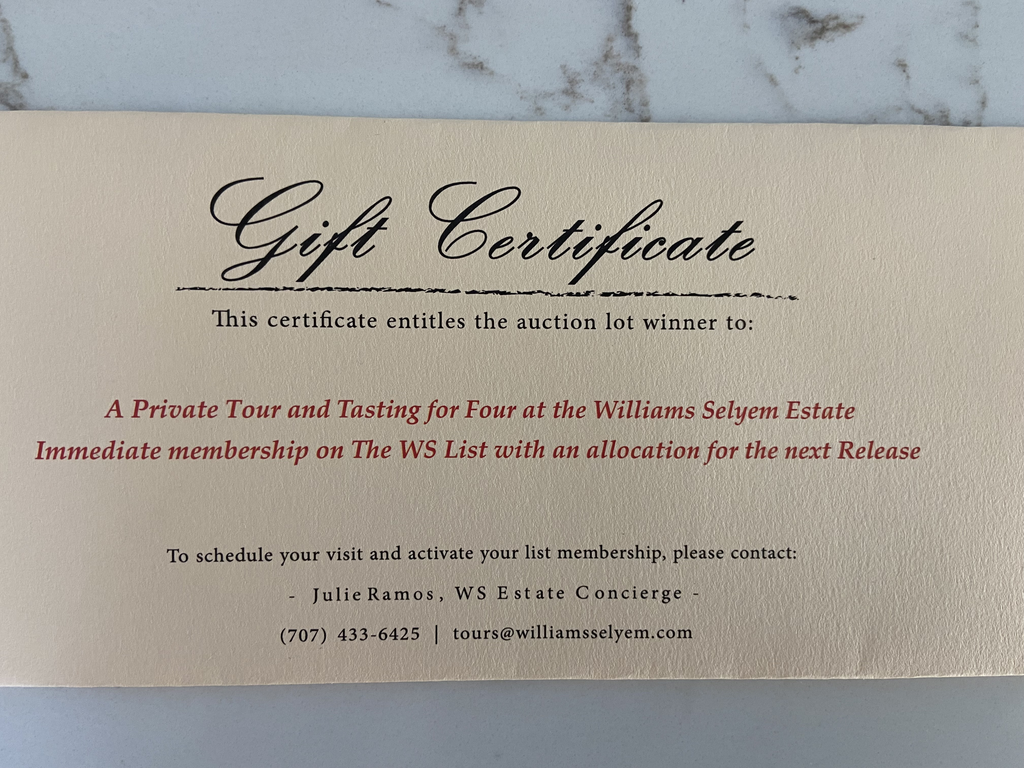 Gift Certificate
This certificate entitles the auction lot winner to:
A Private Tour and Tasting for Four at the Williams Selyem Estate
Immediate membership on The WS List with an allocation for the next Release
To schedule your visit and activate your list membership, please contact:
- Julie Ramos, WS Estate Concierge -
(707) 433-6425 | tours@williamsselyem.com